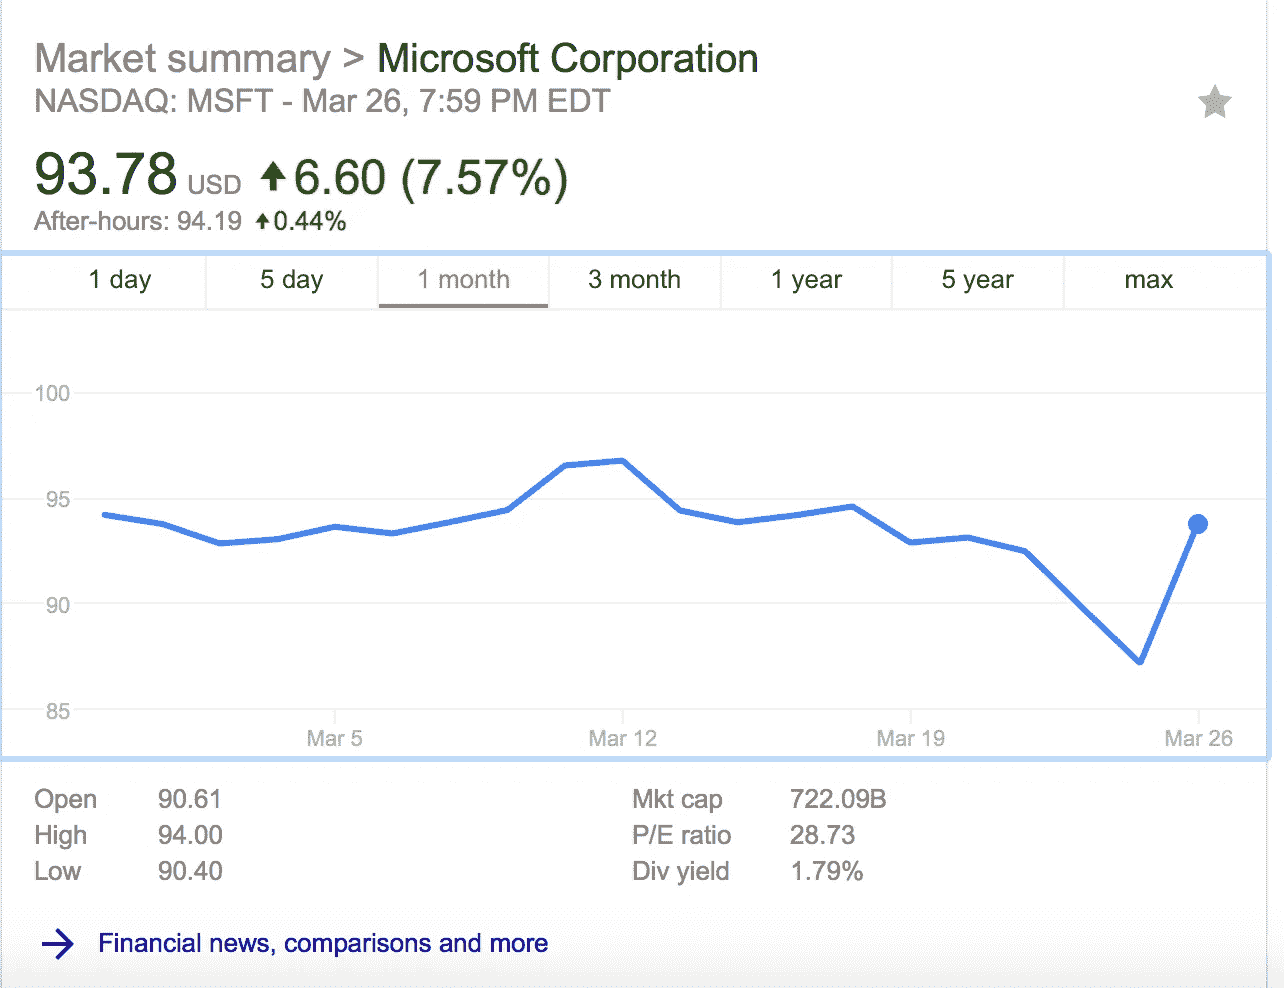 Market summary > Microsoft Corporation
NASDAQ: MSFT - Mar 26, 7:59 PM EDT
93.78 USD ↑6.60 (7.57%)
After-hours: 94.19 ↑0.44%
1 day 5 day 1 month 3 month 1 year 5 year max
100
95
90
85
Mar 5 Mar 12 Mar 19 Mar 26
Open 90.61 Mkt cap 722.09B
High 94.00 P/E ratio 28.73
Low 90.40 Div yield 1.79%
→ Financial news, comparisons and more